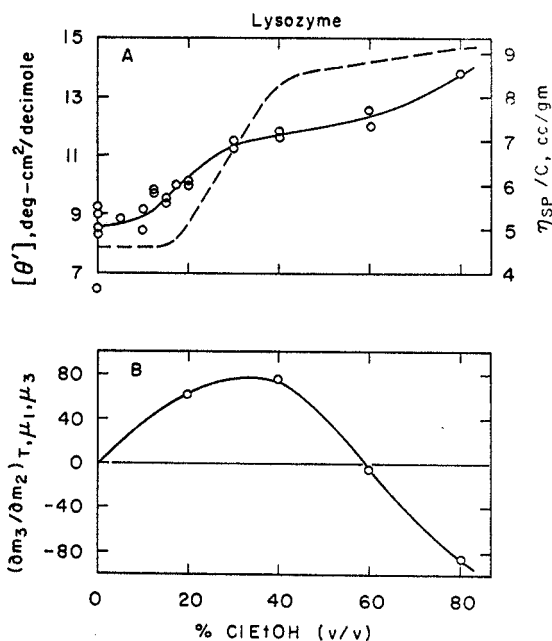 Lysozyme
A
15
13
11
9
7
[θ'], deg-cm²/decimole
9
8
7
6
5
4
ηSP/C, cc/gm
B
80
40
0
-40
-80
(∂m₃/∂m₂)T,μ₁,μ₃
0 20 40 60 80
% ClEtOH (v/v)